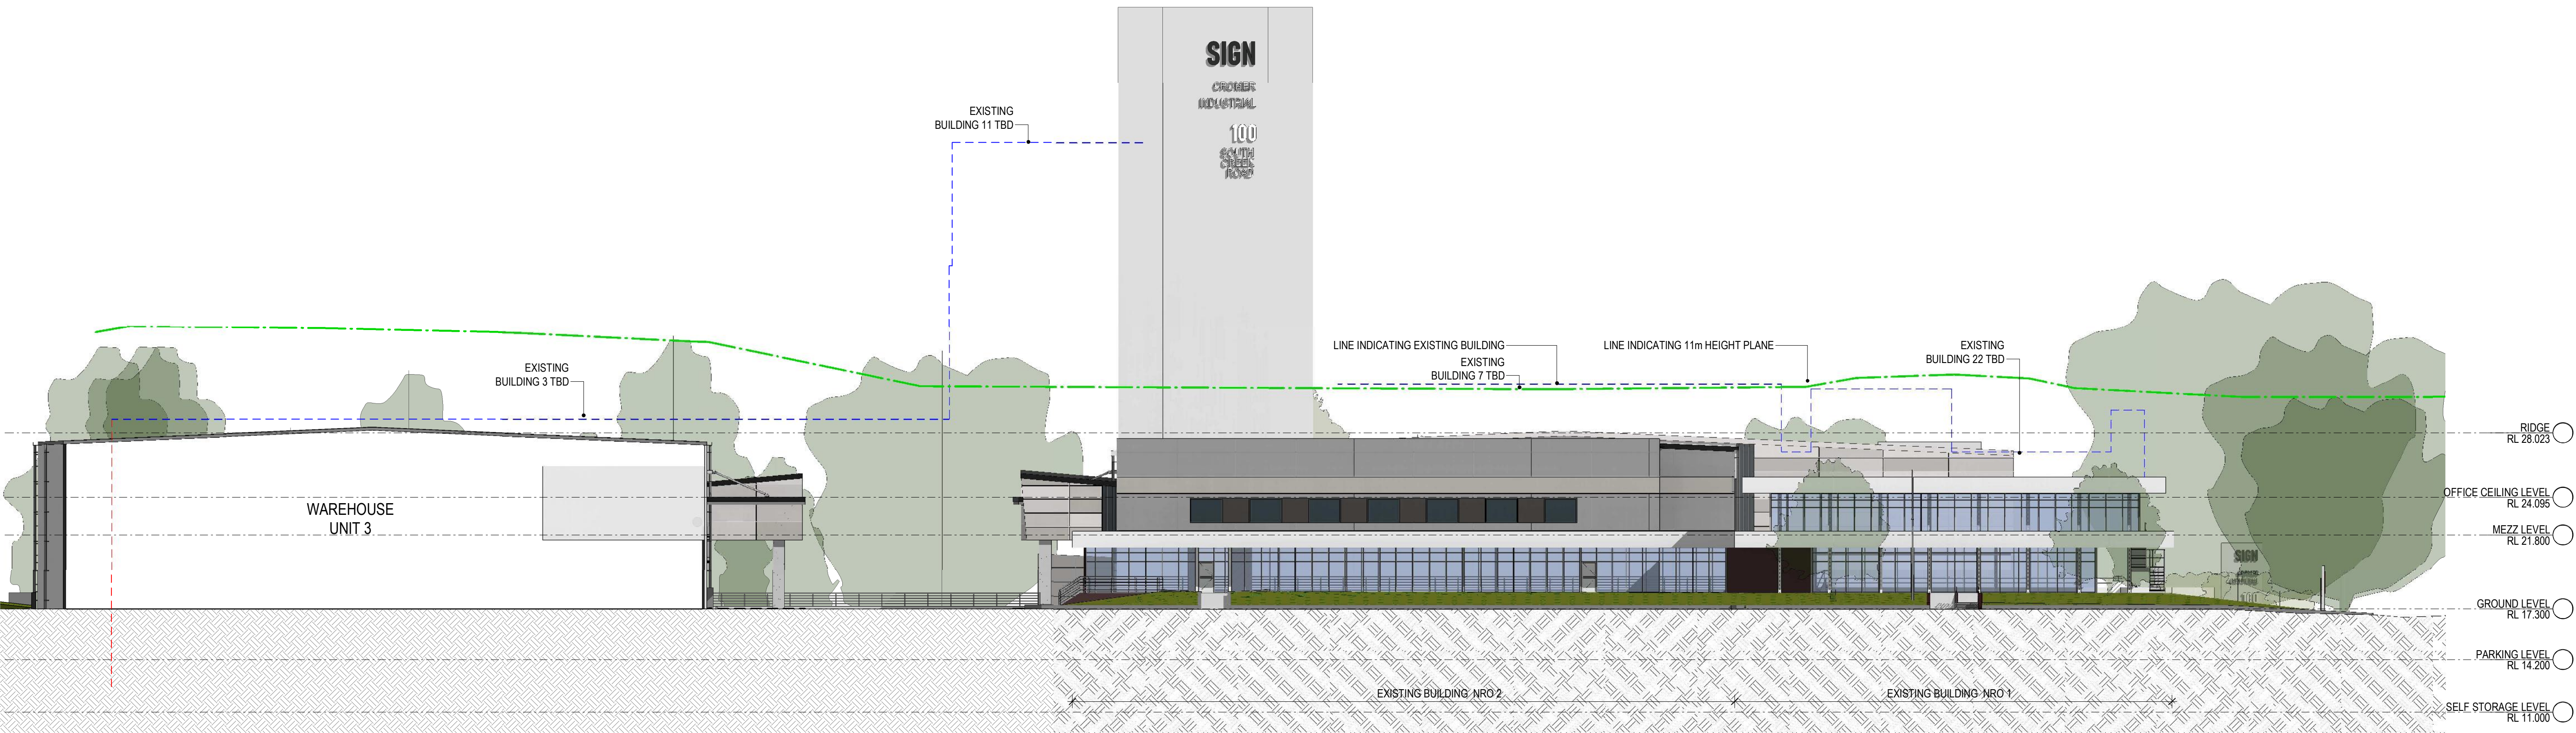 SIGN
CROMER
INDUSTRIAL
100
SOUTH
CREEK
ROAD
EXISTING
BUILDING 11 TBD
LINE INDICATING EXISTING BUILDING
EXISTING
BUILDING 7 TBD
LINE INDICATING 11m HEIGHT PLANE
EXISTING
BUILDING 22 TBD
EXISTING
BUILDING 3 TBD
RIDGE
RL 28.023
WAREHOUSE
UNIT 3
OFFICE CEILING LEVEL
RL 24.095
MEZZ LEVEL
RL 21.800
SIGN
100
GROUND LEVEL
RL 17.300
PARKING LEVEL
RL 14.200
EXISTING BUILDING NRO 2
EXISTING BUILDING NRO 1
SELF STORAGE LEVEL
RL 11.000